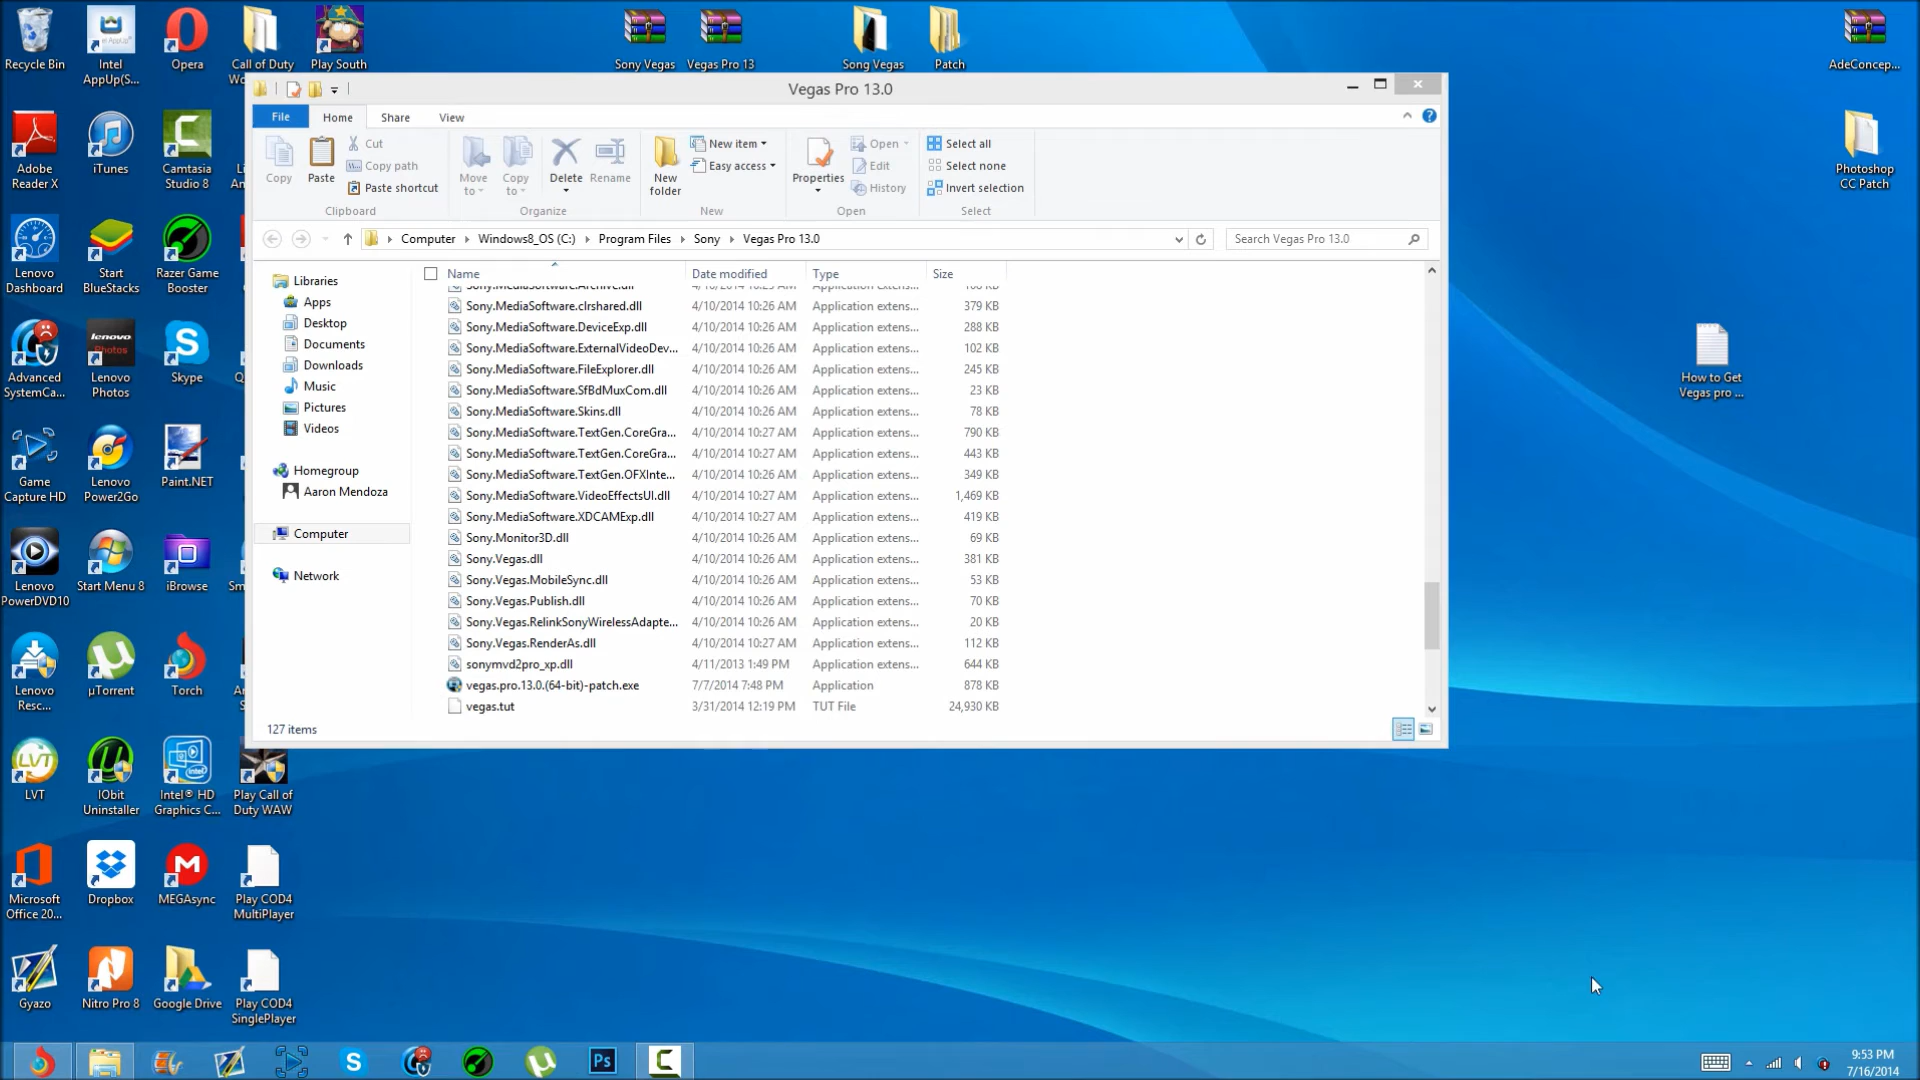 Recycle Bin
Intel
AppUp(S...
Opera
Call of Duty
Play South
Sony Vegas
Vegas Pro 13
Song Vegas
Patch
AdeConcep...
Adobe
Reader X
iTunes
Camtasia
Studio 8
Photoshop
CC Patch
Lenovo
Dashboard
Start
BlueStacks
Razer Game
Booster
Advanced
SystemCa...
Lenovo
Photos
Skype
How to Get
Vegas pro ...
Game
Capture HD
Lenovo
Power2Go
Paint.NET
Lenovo
PowerDVD10
Start Menu 8
iBrowse
Lenovo
Resc...
µTorrent
Torch
LVT
LVT
IObit
Uninstaller
Intel® HD
Graphics C...
Play Call of
Duty WAW
Microsoft
Office 20...
Dropbox
MEGAsync
Play COD4
MultiPlayer
Gyazo
Nitro Pro 8
Google Drive
Play COD4
SinglePlayer
Vegas Pro 13.0
File
Home
Share
View
Copy
Paste
Cut
Copy path
Paste shortcut
Clipboard
Move
to
Copy
to
Delete
Rename
Organize
New
folder
New item
Easy access
New
Properties
Open
Edit
History
Open
Select all
Select none
Invert selection
Select
Computer
Windows8_OS (C:)
Program Files
Sony
Vegas Pro 13.0
Search Vegas Pro 13.0
Libraries
Apps
Desktop
Documents
Downloads
Music
Pictures
Videos
Homegroup
Aaron Mendoza
Computer
Network
Name Date modified Type Size
Sony.MediaSoftware.clrshared.dll 4/10/2014 10:26 AM Application extens... 379 KB
Sony.MediaSoftware.DeviceExp.dll 4/10/2014 10:26 AM Application extens... 288 KB
Sony.MediaSoftware.ExternalVideoDev... 4/10/2014 10:26 AM Application extens... 102 KB
Sony.MediaSoftware.FileExplorer.dll 4/10/2014 10:26 AM Application extens... 245 KB
Sony.MediaSoftware.SfBdMuxCom.dll 4/10/2014 10:26 AM Application extens... 23 KB
Sony.MediaSoftware.Skins.dll 4/10/2014 10:26 AM Application extens... 78 KB
Sony.MediaSoftware.TextGen.CoreGra... 4/10/2014 10:27 AM Application extens... 790 KB
Sony.MediaSoftware.TextGen.CoreGra... 4/10/2014 10:27 AM Application extens... 443 KB
Sony.MediaSoftware.TextGen.OFXInte... 4/10/2014 10:26 AM Application extens... 349 KB
Sony.MediaSoftware.VideoEffectsUI.dll 4/10/2014 10:27 AM Application extens... 1,469 KB
Sony.MediaSoftware.XDCAMExp.dll 4/10/2014 10:27 AM Application extens... 419 KB
Sony.Monitor3D.dll 4/10/2014 10:26 AM Application extens... 69 KB
Sony.Vegas.dll 4/10/2014 10:26 AM Application extens... 381 KB
Sony.Vegas.MobileSync.dll 4/10/2014 10:26 AM Application extens... 53 KB
Sony.Vegas.Publish.dll 4/10/2014 10:26 AM Application extens... 70 KB
Sony.Vegas.RelinkSonyWirelessAdapte... 4/10/2014 10:26 AM Application extens... 20 KB
Sony.Vegas.RenderAs.dll 4/10/2014 10:27 AM Application extens... 112 KB
sonymvd2pro_xp.dll 4/11/2013 1:49 PM Application extens... 644 KB
vegas.pro.13.0.(64-bit)-patch.exe 7/7/2014 7:48 PM Application 878 KB
vegas.tut 3/31/2014 12:19 PM TUT File 24,930 KB
127 items
9:53 PM
7/16/2014